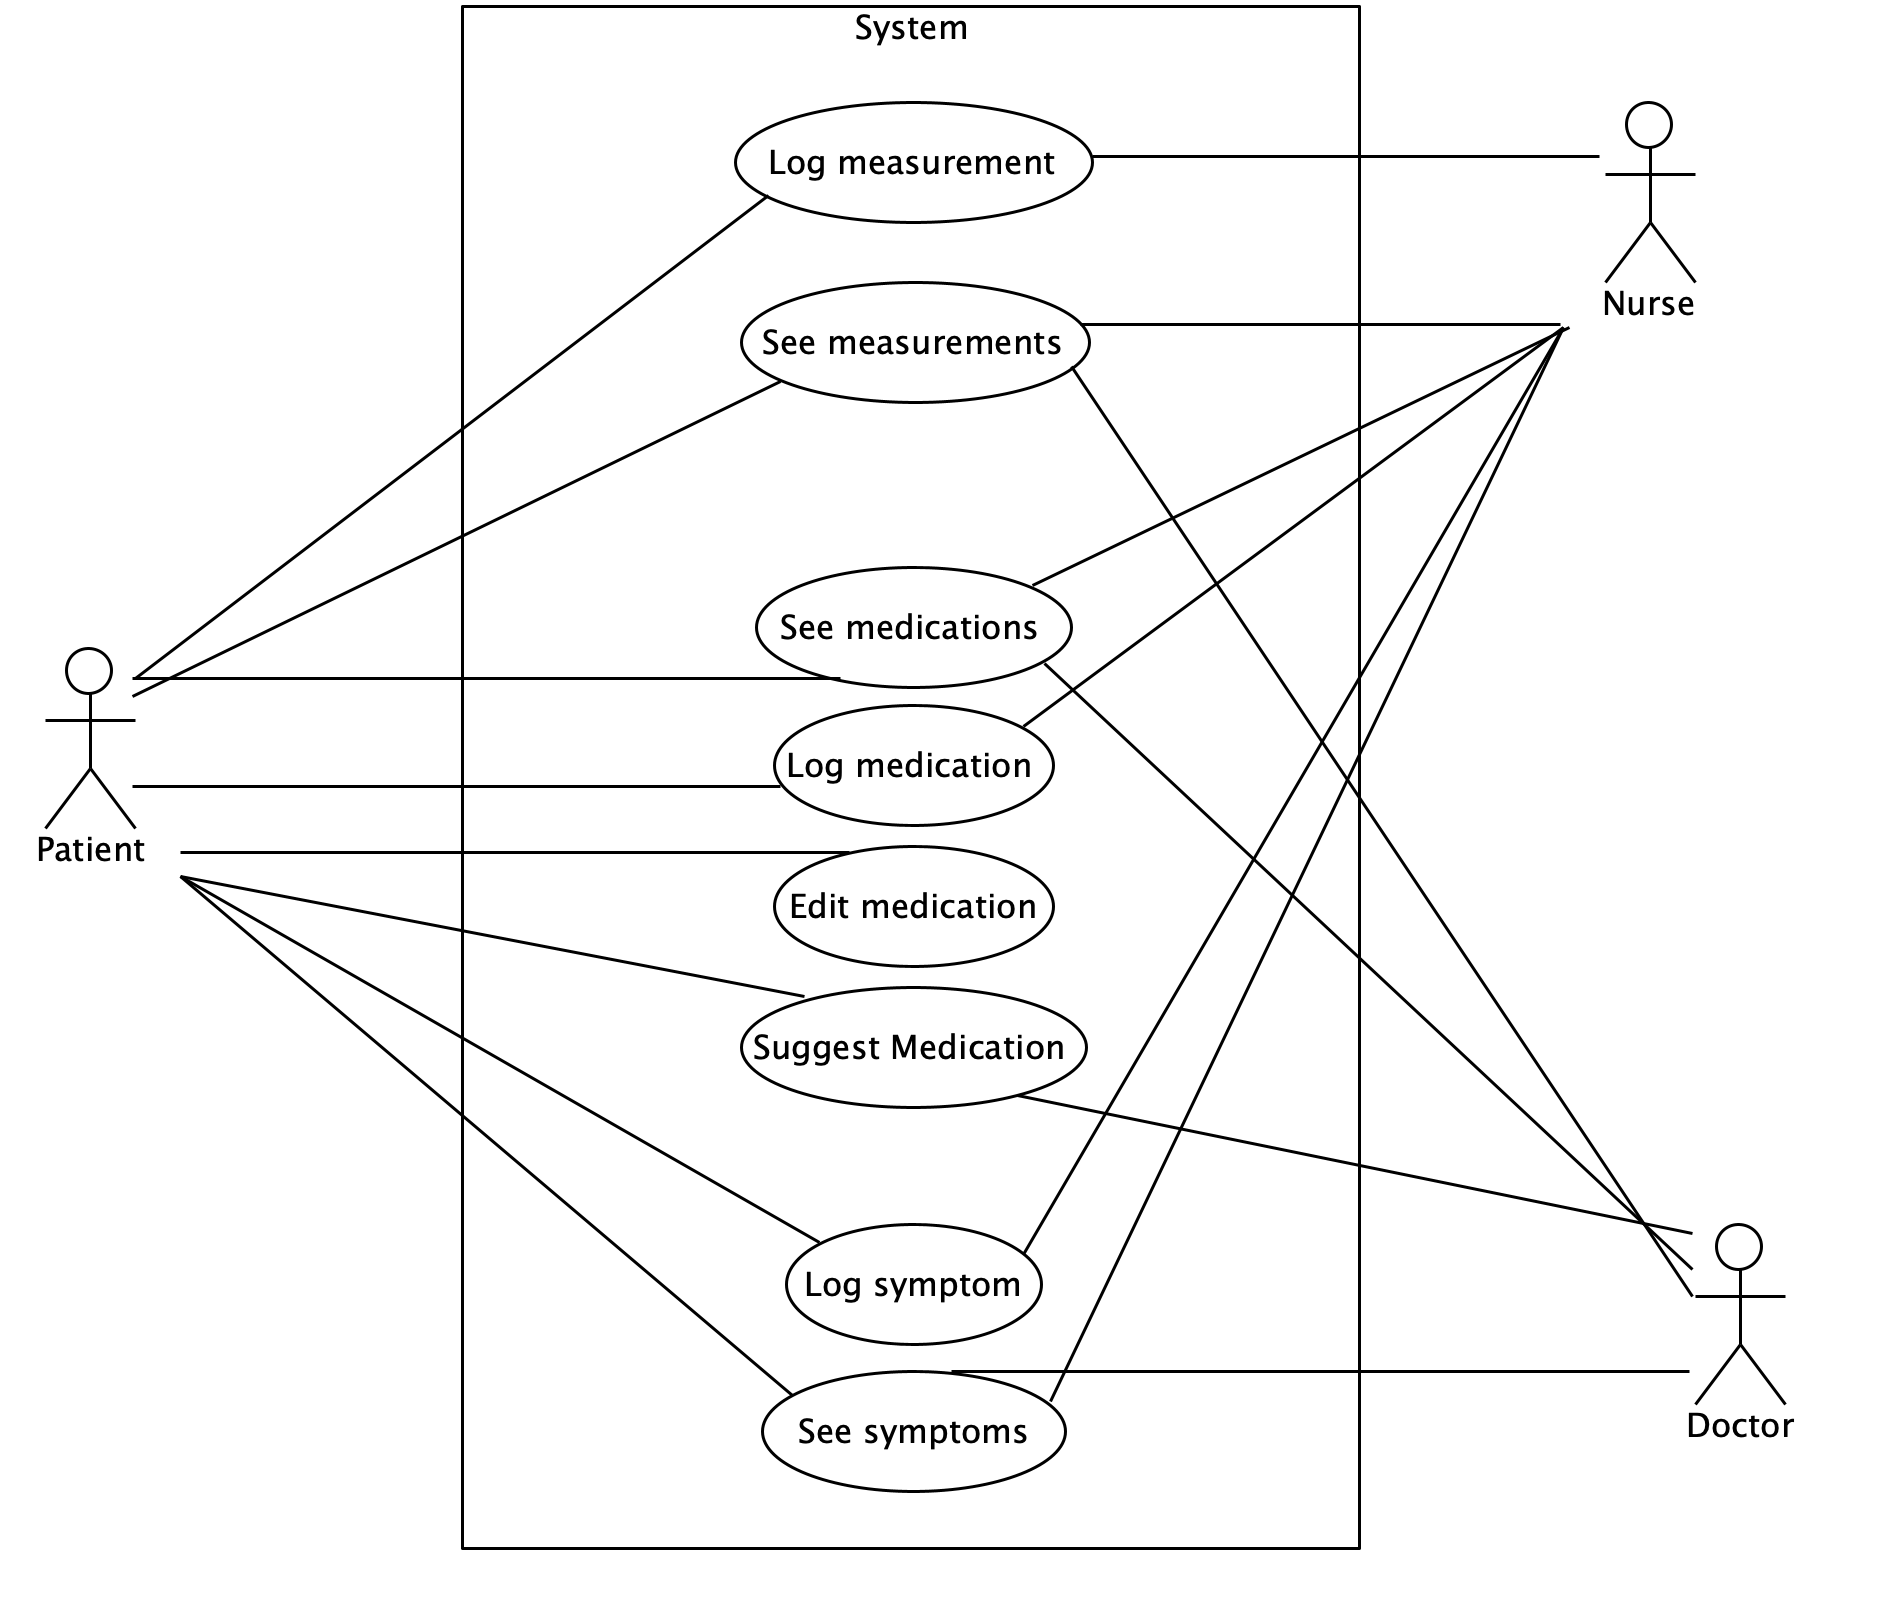 System
Log measurement
Nurse
See measurements
See medications
Log medication
Patient
Edit medication
Suggest Medication
Log symptom
Doctor
See symptoms